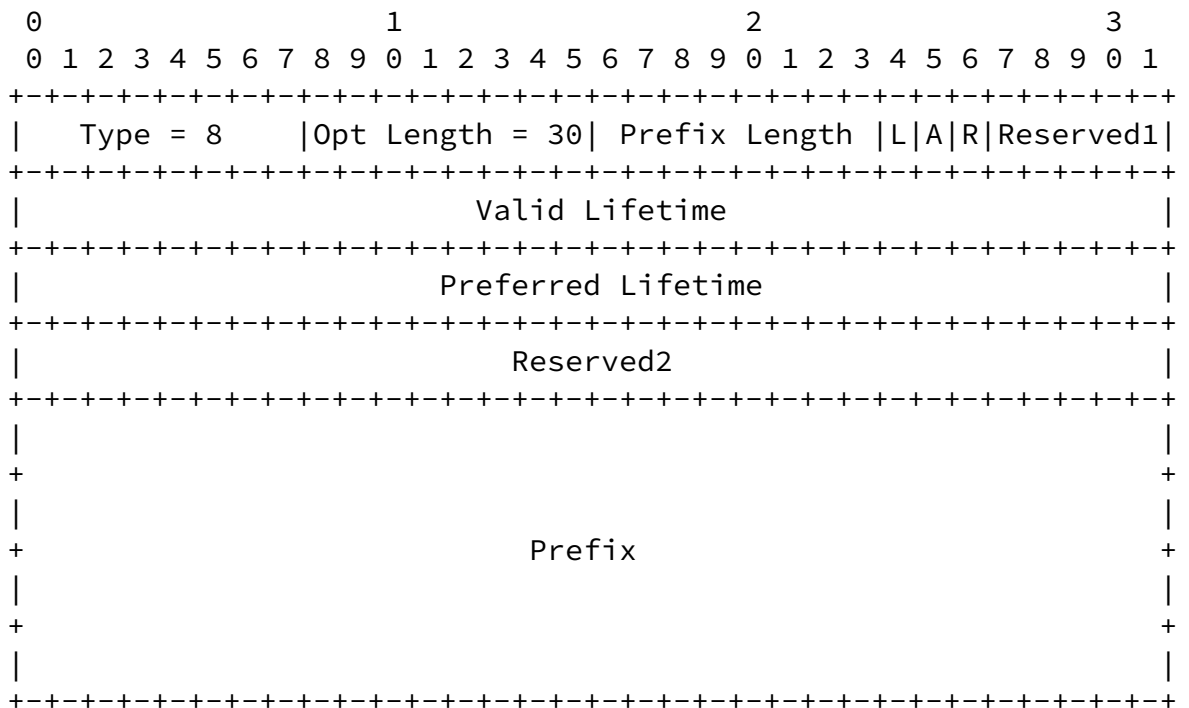 0                   1                   2                   3
 0 1 2 3 4 5 6 7 8 9 0 1 2 3 4 5 6 7 8 9 0 1 2 3 4 5 6 7 8 9 0 1
+-+-+-+-+-+-+-+-+-+-+-+-+-+-+-+-+-+-+-+-+-+-+-+-+-+-+-+-+-+-+-+-+
|   Type = 8    |Opt Length = 30| Prefix Length |L|A|R|Reserved1|
+-+-+-+-+-+-+-+-+-+-+-+-+-+-+-+-+-+-+-+-+-+-+-+-+-+-+-+-+-+-+-+-+
|                         Valid Lifetime                        |
+-+-+-+-+-+-+-+-+-+-+-+-+-+-+-+-+-+-+-+-+-+-+-+-+-+-+-+-+-+-+-+-+
|                       Preferred Lifetime                      |
+-+-+-+-+-+-+-+-+-+-+-+-+-+-+-+-+-+-+-+-+-+-+-+-+-+-+-+-+-+-+-+-+
|                           Reserved2                           |
+-+-+-+-+-+-+-+-+-+-+-+-+-+-+-+-+-+-+-+-+-+-+-+-+-+-+-+-+-+-+-+-+
|                                                               |
+                                                               +
|                                                               |
+                            Prefix                             +
|                                                               |
+                                                               +
|                                                               |
+-+-+-+-+-+-+-+-+-+-+-+-+-+-+-+-+-+-+-+-+-+-+-+-+-+-+-+-+-+-+-+-+